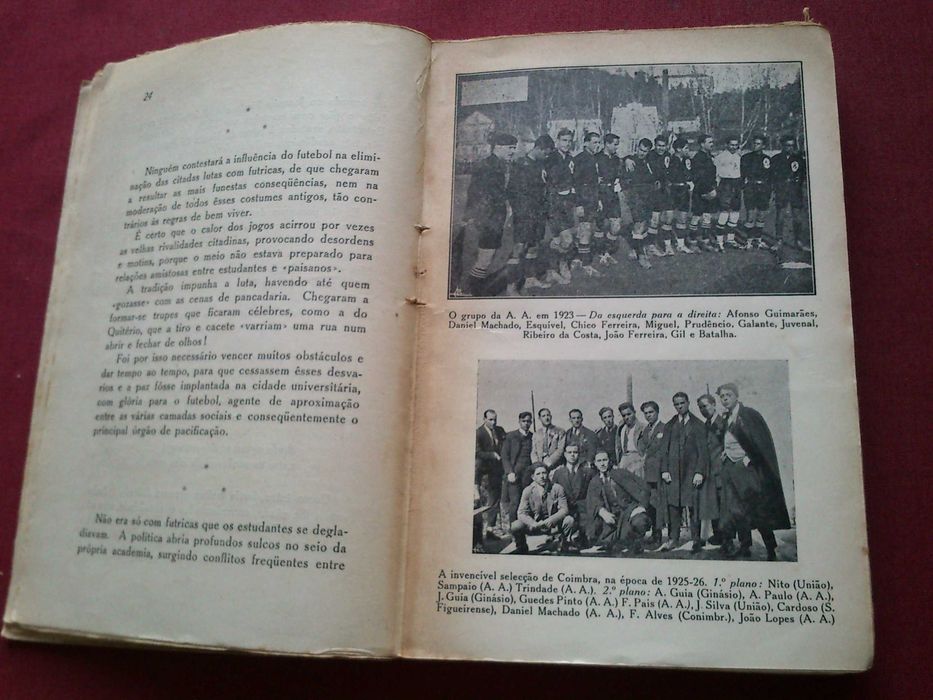 24
Ninguém contestará a influência do futebol na elimi-
nação das citadas lutas com futricas, de que chegaram
a resultar as mais funestas conseqüências, nem na
moderação de todos êsses costumes antigos, tão con-
trários às regras de bem viver.
É certo que o calor dos jogos acirrou por vezes
as velhas rivalidades citadinas, provocando desordens
e motins, porque o meio não estava preparado para
relações amistosas entre estudantes e «paisanos».
A tradição impunha a luta, havendo até quem
«gozasse» com as cenas de pancadaria. Chegaram a
formar-se trupes que ficaram célebres, como a do
Quitério, que a tiro e cacete «varriam» uma rua num
abrir e fechar de olhos!
Foi por isso necessário vencer muitos obstáculos e
dar tempo ao tempo, para que cessassem êsses desva-
rios e a paz fôsse implantada na cidade universitária,
com glória para o futebol, agente de aproximação
entre as várias camadas sociais e conseqüentemente o
principal órgão de pacificação.
Não era só com futricas que os estudantes se degla-
diavam. A política abria profundos sulcos no seio da
própria academia, surgindo conflitos freqüentes entre
O grupo da A. A. em 1923 — Da esquerda para a direita: Afonso Guimarães,
Daniel Machado, Esquivel, Chico Ferreira, Miguel, Prudêncio. Galante, Juvenal,
Ribeiro da Costa, João Ferreira, Gil e Batalha.
A invencível selecção de Coimbra, na época de 1925-26. 1.º plano: Nito (União),
Sampaio (A. A.) Trindade (A. A.). 2.º plano: A. Guia (Ginásio), A. Paulo (A. A.),
J. Guia (Ginásio), Guedes Pinto (A. A.) F. Pais (A. A.), J. Silva (União), Cardoso (S.
Figueirense), Daniel Machado (A. A.), F. Alves (Conimbr.), João Lopes (A. A.)